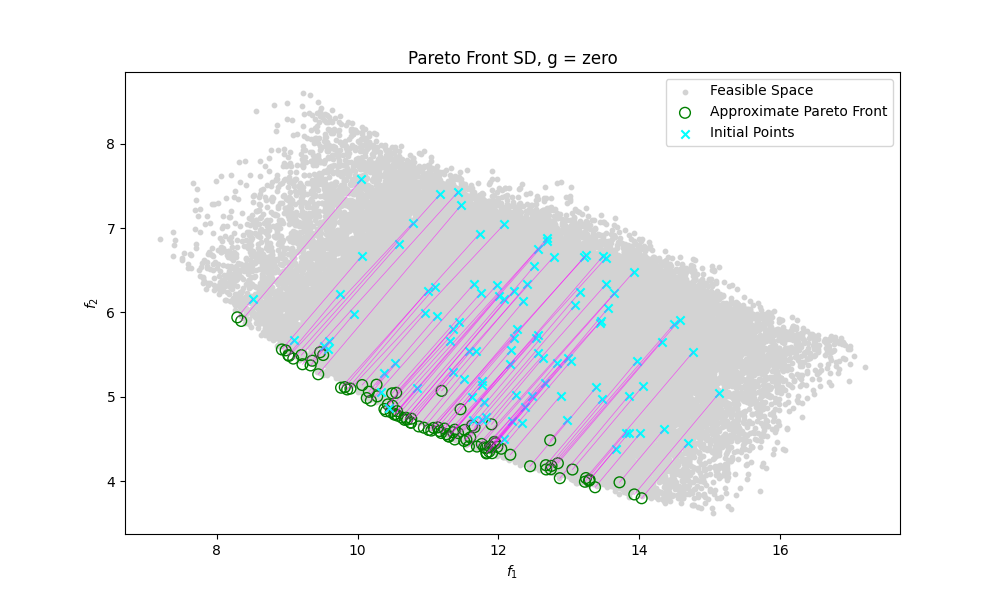 Pareto Front SD, g = zero
Feasible Space
Approximate Pareto Front
Initial Points
8
7
6
5
4
f₂
8 10 12 14 16
f₁